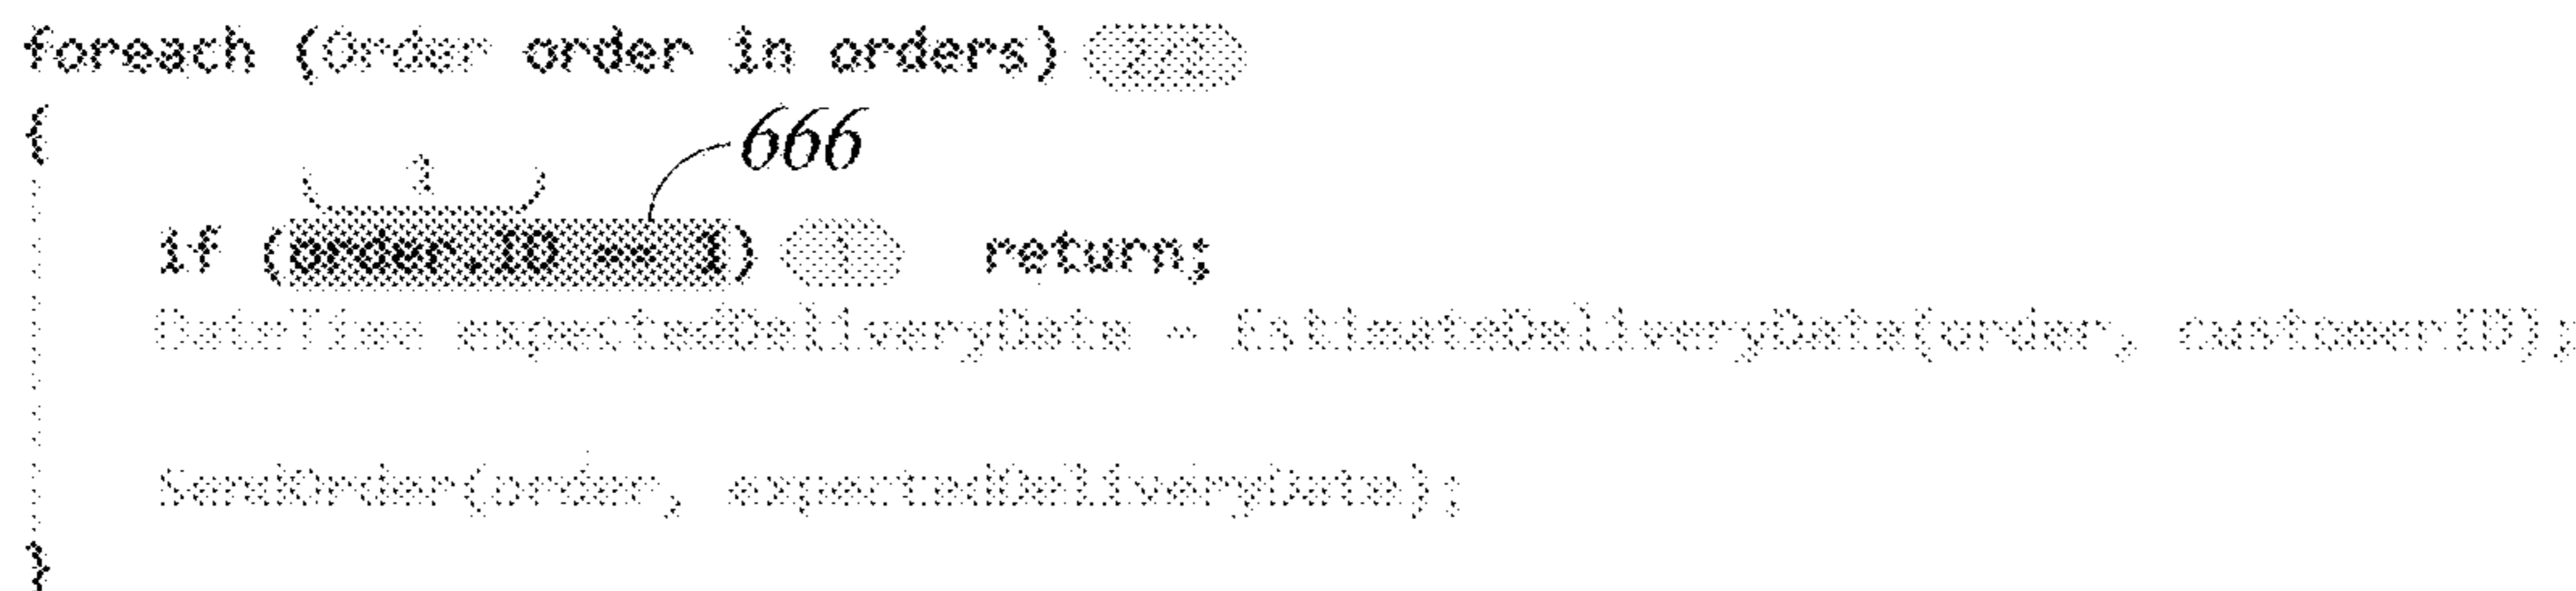 foreach (Order order in orders)
{
666
1
if (order.ID == 1) return;
DateTime expectedDeliveryDate = EstimateDeliveryDate(order, customerID);
SendOrder(order, expectedDeliveryDate);
}